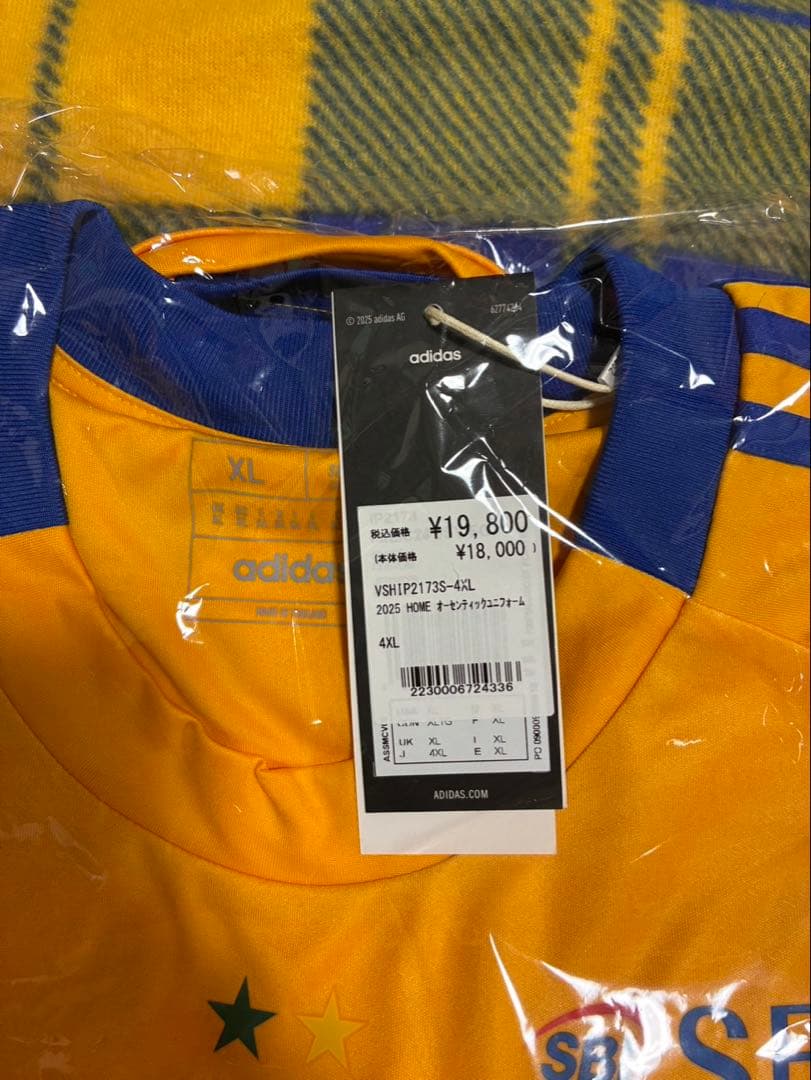 © 2025 adidas AG
adidas
XL
adidas
税込価格 ¥19,800
(本体価格 ¥18,000)
VSHIP2173S-4XL
2025 HOME オーセンティックユニフォーム
4XL
2230006724336
UK XL I XL
J 4XL E XL
ADIDAS.COM
SB